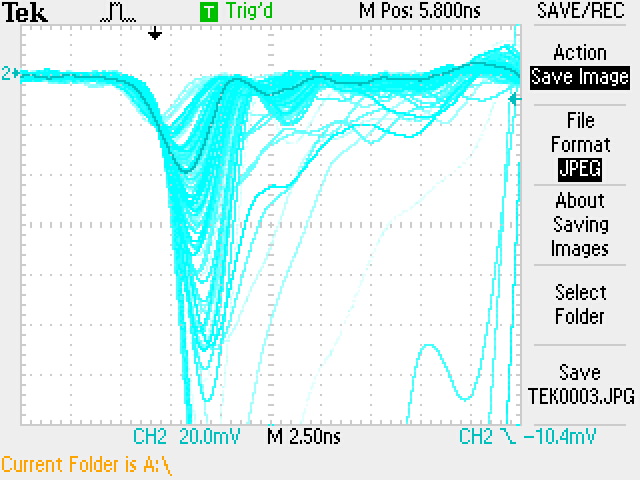 Tek T Trig'd M Pos: 5.800ns SAVE/REC
Action
Save Image
File
Format
JPEG
About
Saving
Images
Select
Folder
Save
TEK0003.JPG
2
CH2 20.0mV M 2.50ns CH2 -10.4mV
Current Folder is A:\